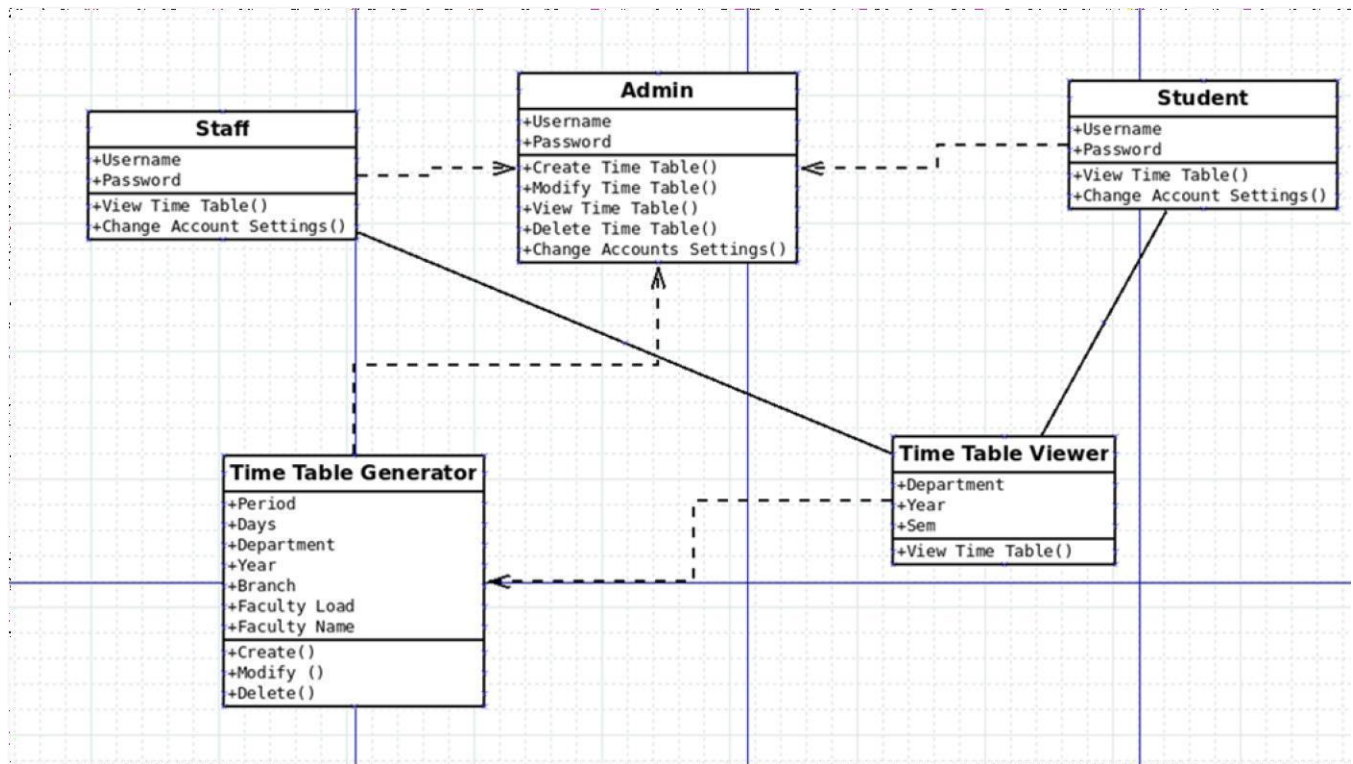 Staff
+Username
+Password
+View Time Table()
+Change Account Settings()
Admin
+Username
+Password
+Create Time Table()
+Modify Time Table()
+View Time Table()
+Delete Time Table()
+Change Accounts Settings()
Student
+Username
+Password
+View Time Table()
+Change Account Settings()
Time Table Generator
+Period
+Days
+Department
+Year
+Branch
+Faculty Load
+Faculty Name
+Create()
+Modify ()
+Delete()
Time Table Viewer
+Department
+Year
+Sem
+View Time Table()